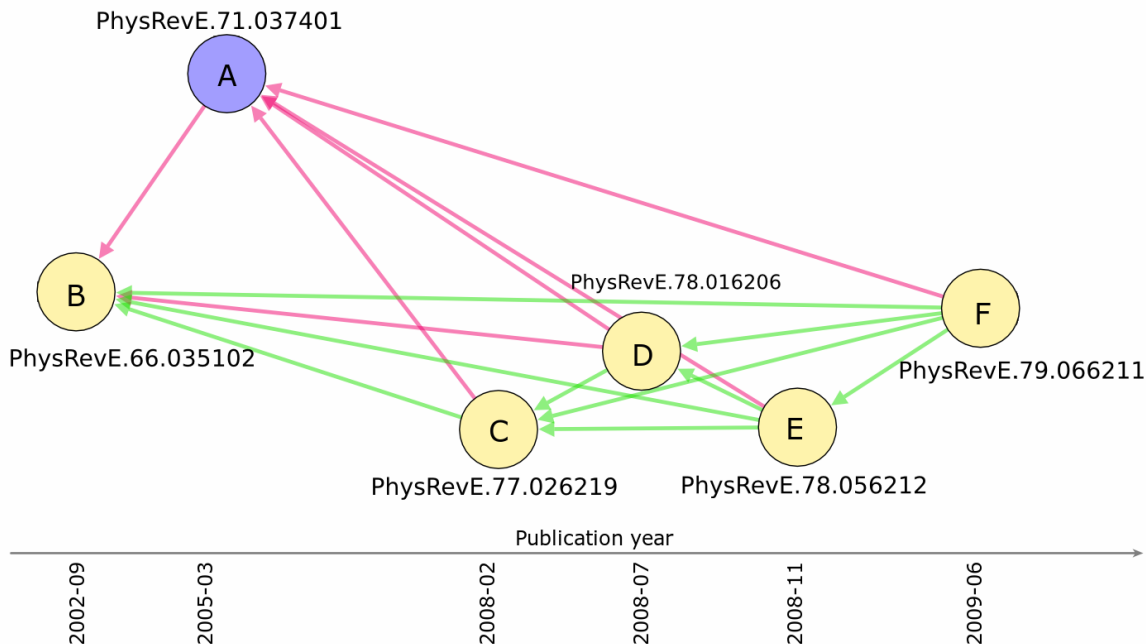 PhysRevE.71.037401
A
PhysRevE.78.016206
B
F
D
PhysRevE.66.035102
PhysRevE.79.066211
C
E
PhysRevE.77.026219
PhysRevE.78.056212
Publication year
2002-09
2005-03
2008-02
2008-07
2008-11
2009-06